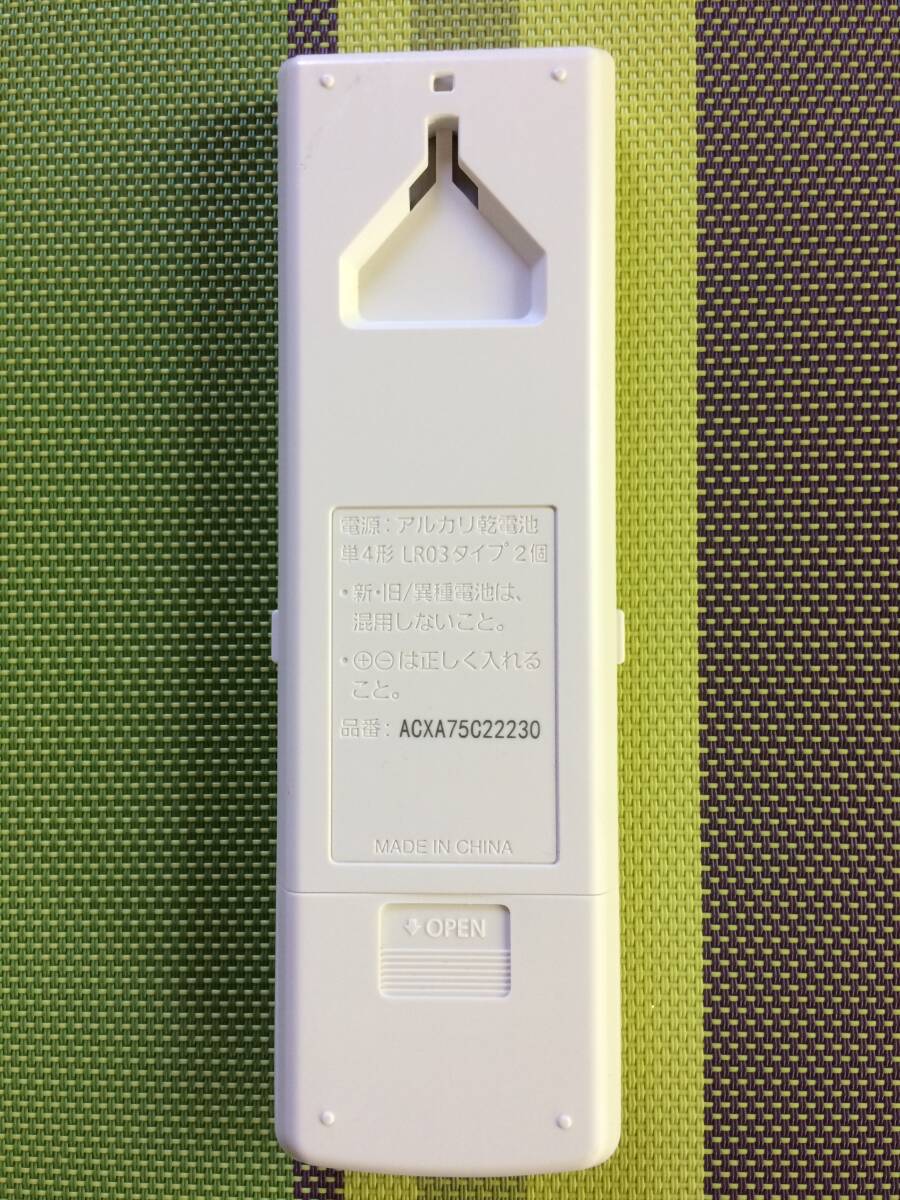 電源：アルカリ乾電池
単4形 LR03タイプ2個
・新・旧/異種電池は、
混用しないこと。
・⊕⊖は正しく入れる
こと。
品番：ACXA75C22230
MADE IN CHINA
OPEN